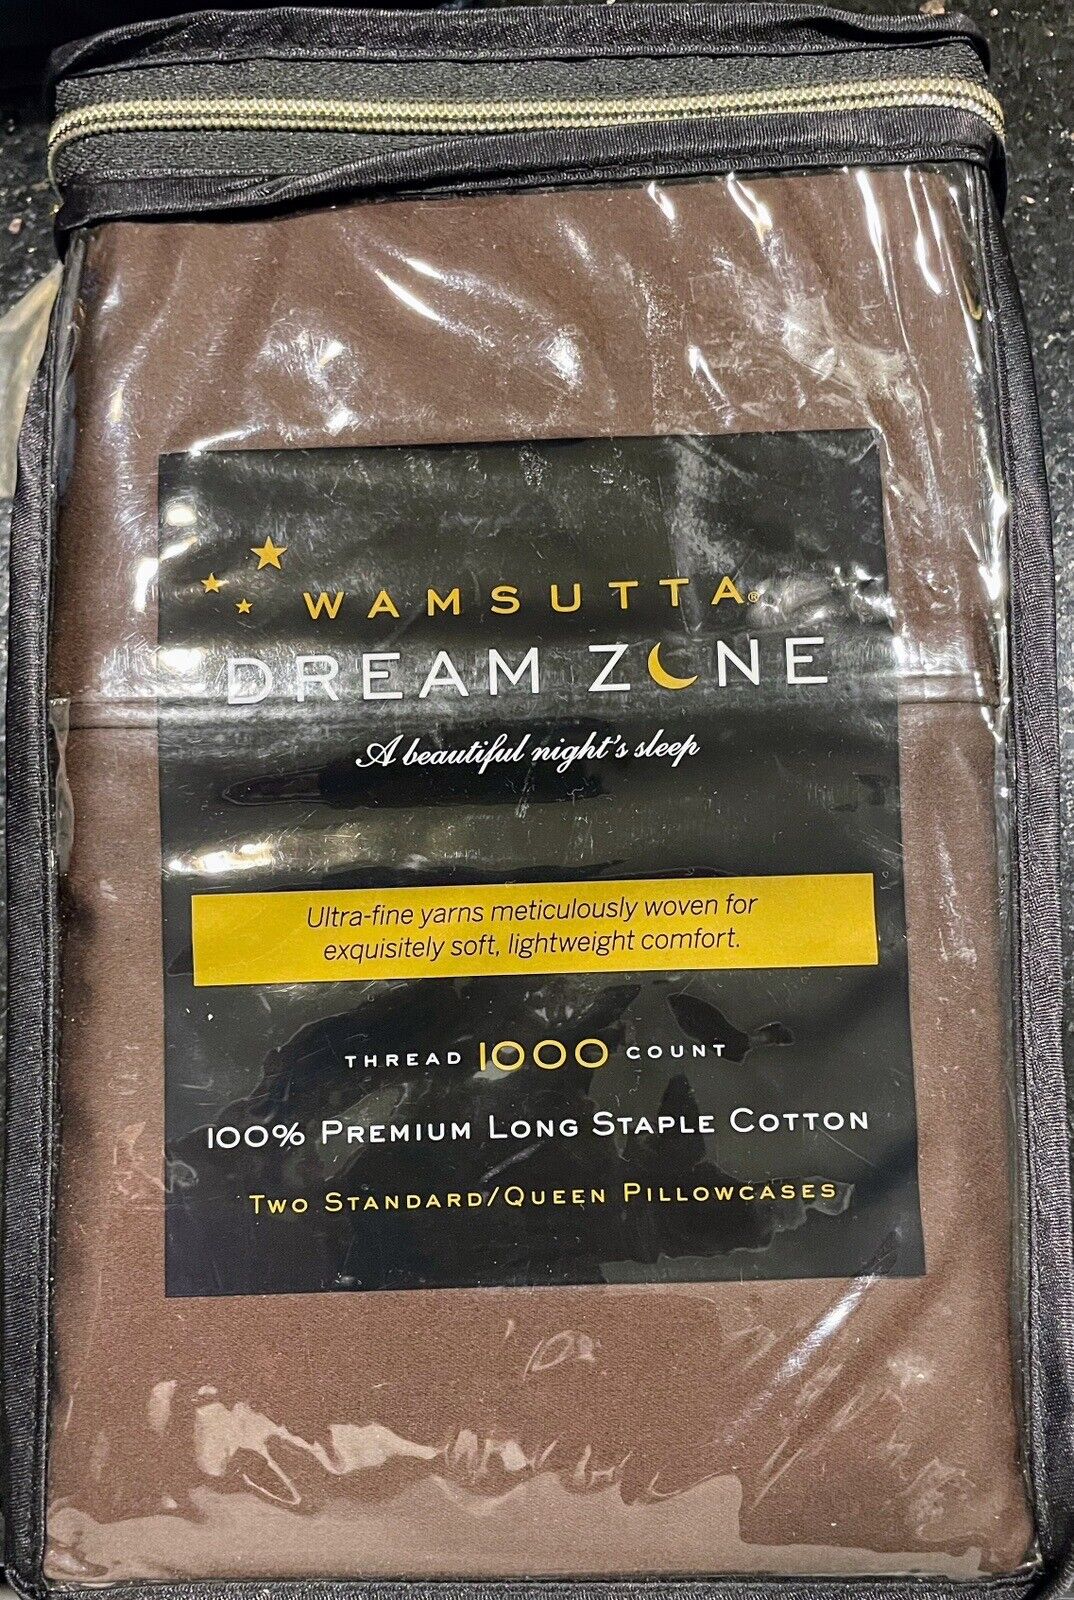 WAMSUTTA®
DREAM ZONE
A beautiful night's sleep
Ultra-fine yarns meticulously woven for
exquisitely soft, lightweight comfort.
THREAD 1000 COUNT
100% PREMIUM LONG STAPLE COTTON
TWO STANDARD/QUEEN PILLOWCASES